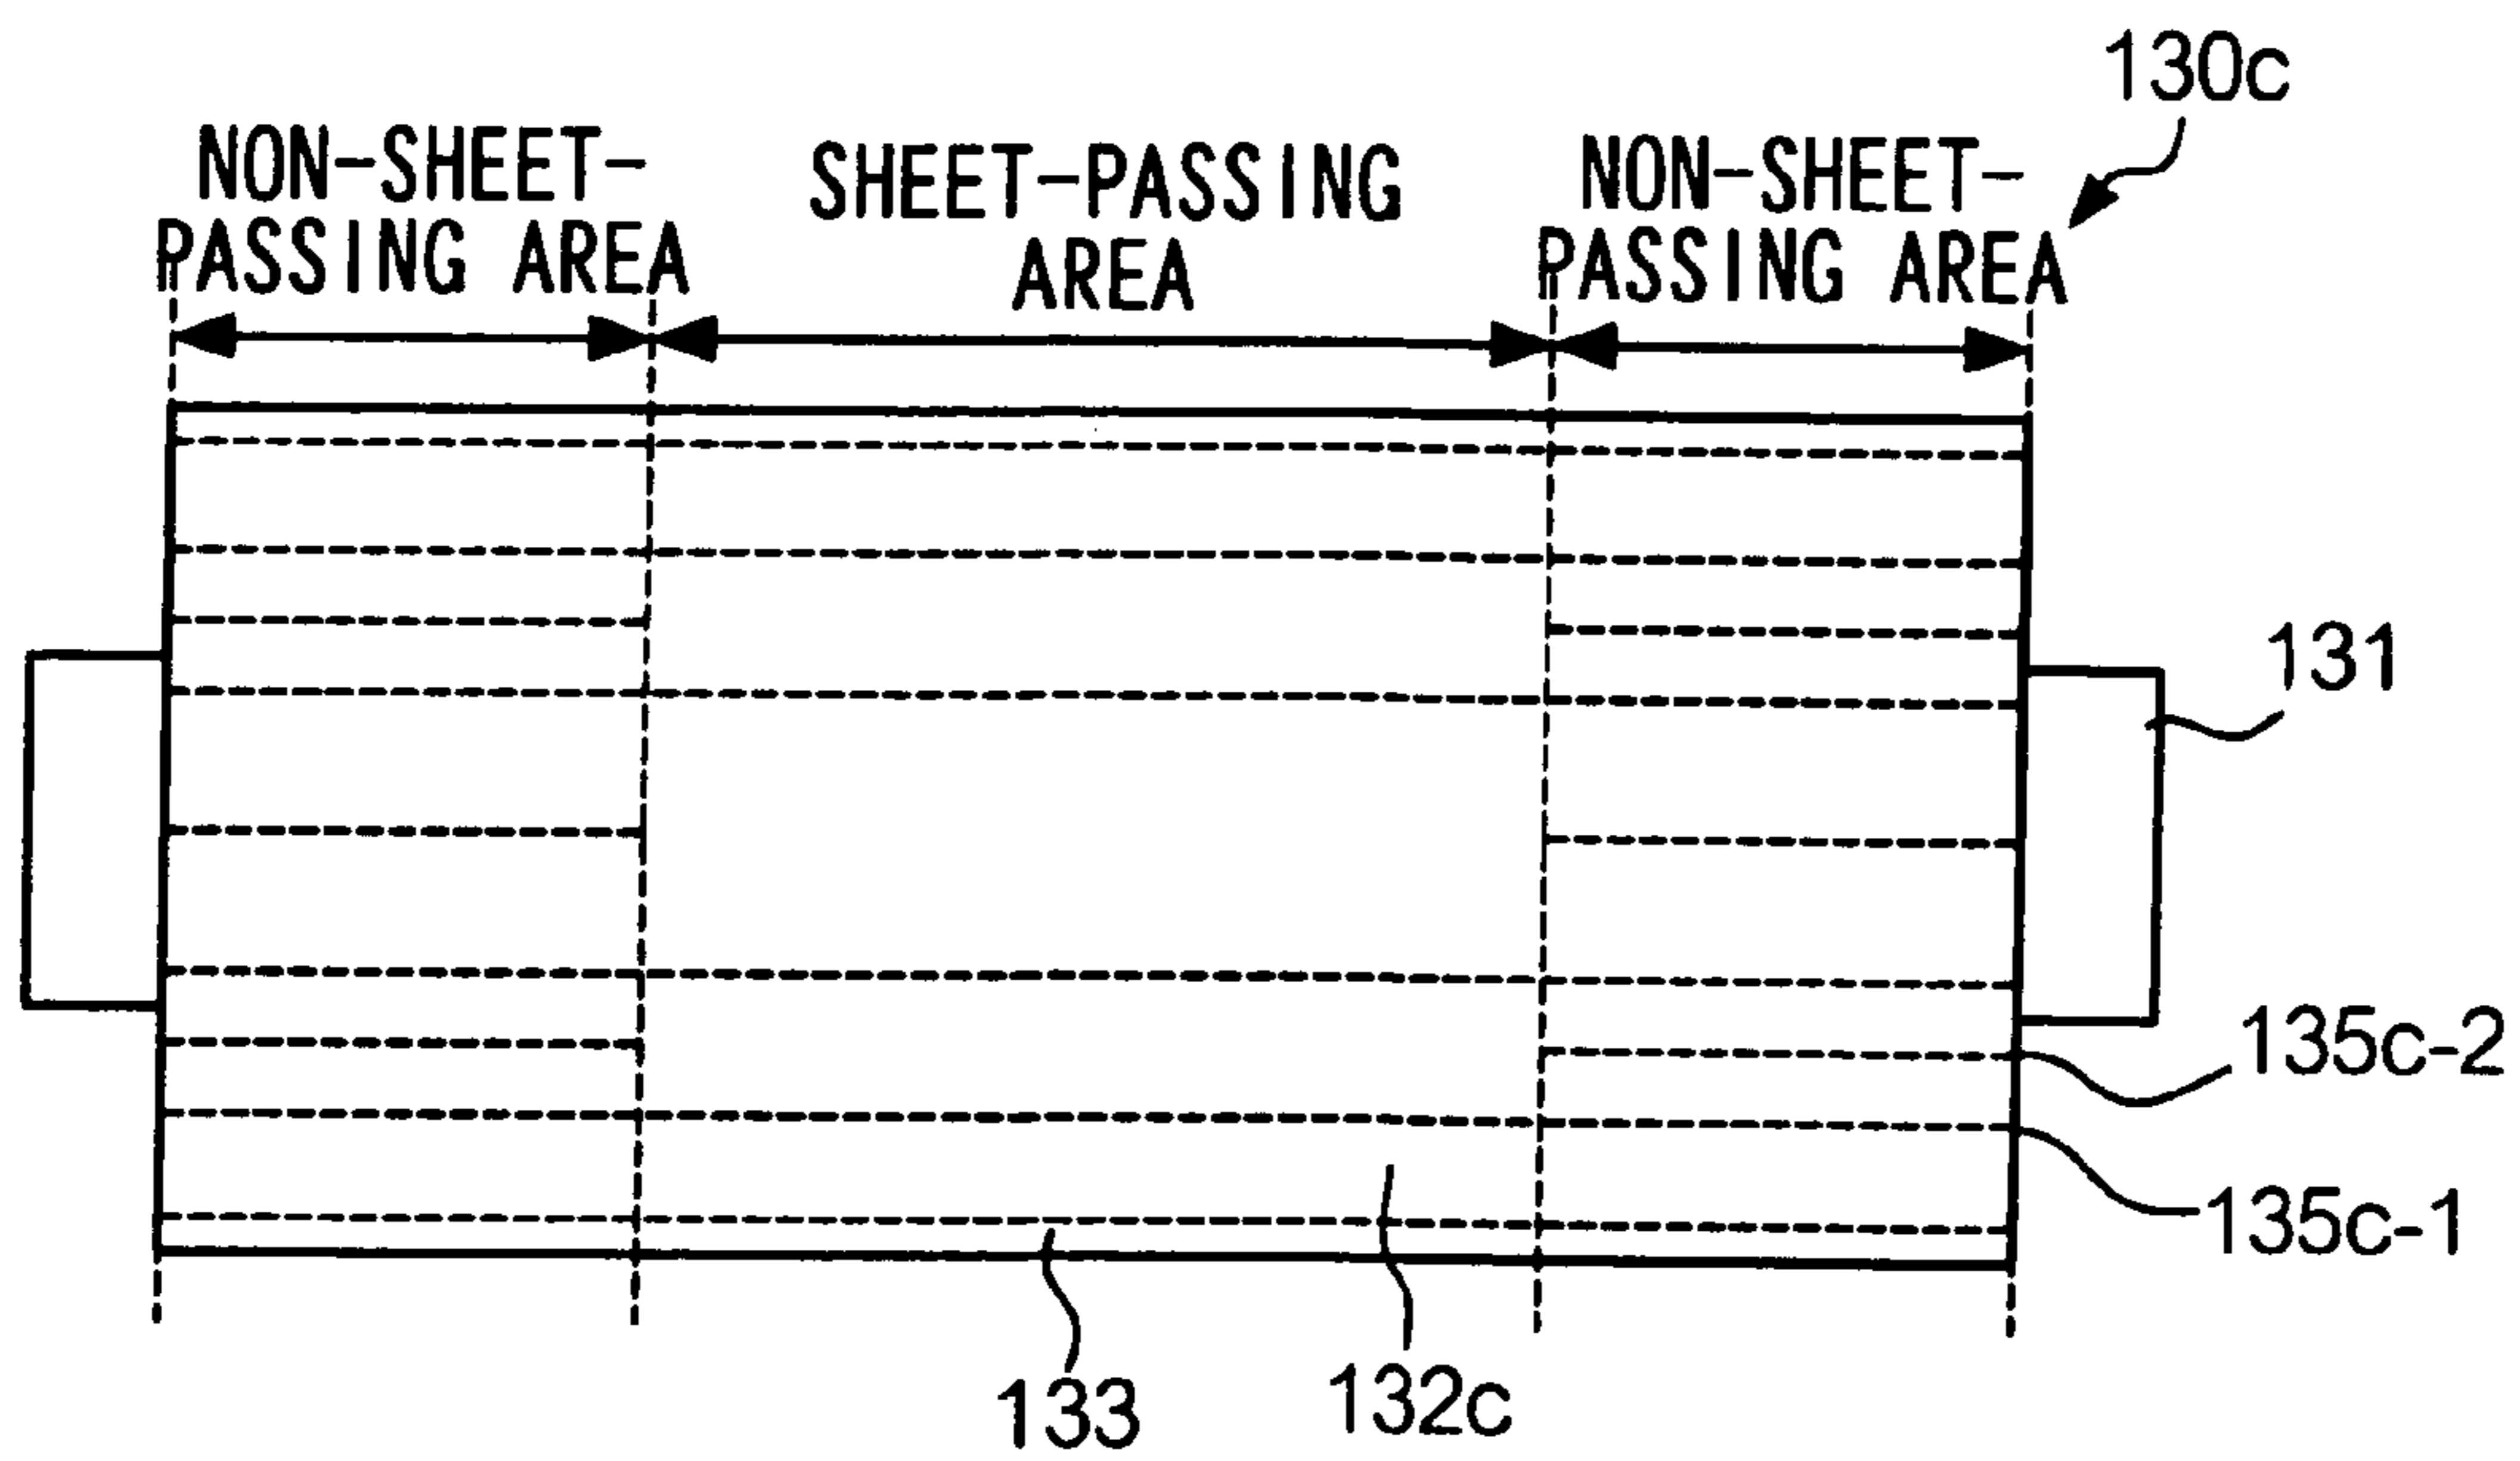 130c
NON-SHEET-
PASSING AREA
SHEET-PASSING
AREA
NON-SHEET-
PASSING AREA
131
135c-2
135c-1
133
132c